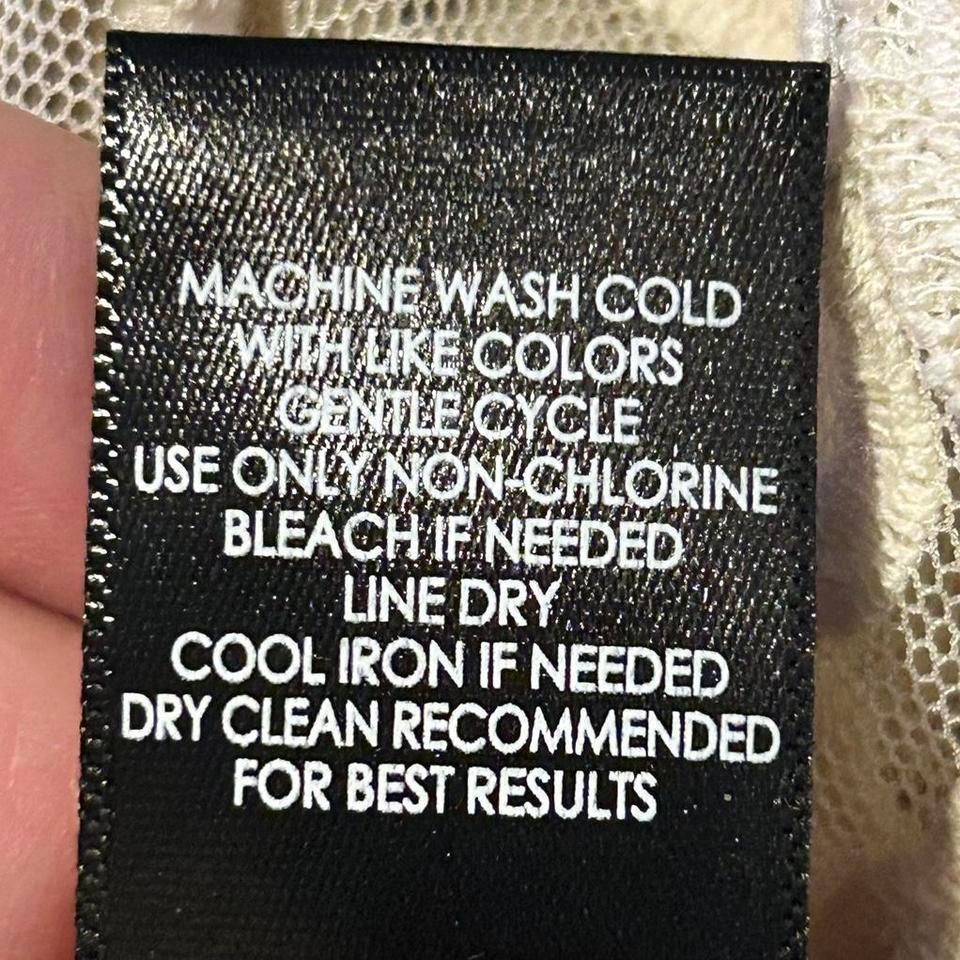 MACHINE WASH COLD
WITH LIKE COLORS
GENTLE CYCLE
USE ONLY NON-CHLORINE
BLEACH IF NEEDED
LINE DRY
COOL IRON IF NEEDED
DRY CLEAN RECOMMENDED
FOR BEST RESULTS